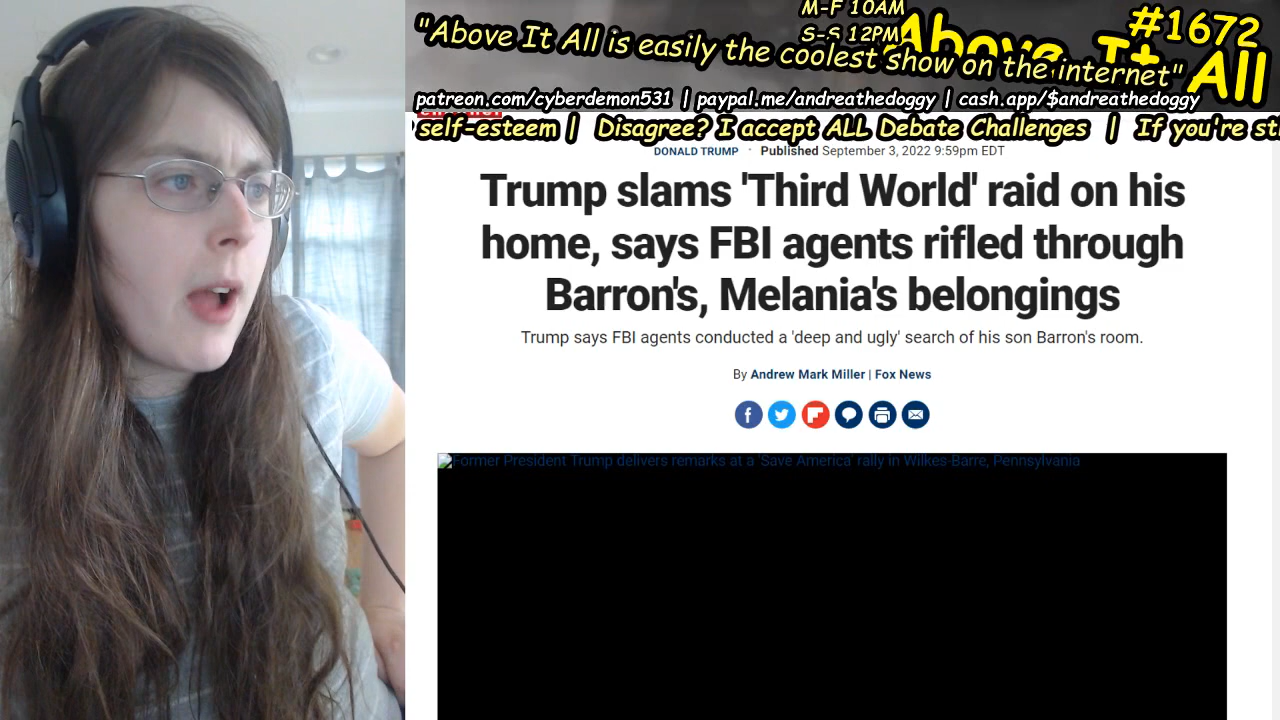 M-F 10AM
S-S 12PM
Above It All
#1672
"Above It All is easily the coolest show on the internet"
patreon.com/cyberdemon531 | paypal.me/andreathedoggy | cash.app/$andreathedoggy
self-esteem | Disagree? I accept ALL Debate Challenges | If you're st
DONALD TRUMP · Published September 3, 2022 9:59pm EDT
Trump slams 'Third World' raid on his
home, says FBI agents rifled through
Barron's, Melania's belongings
Trump says FBI agents conducted a 'deep and ugly' search of his son Barron's room.
By Andrew Mark Miller | Fox News
Former President Trump delivers remarks at a 'Save America' rally in Wilkes-Barre, Pennsylvania